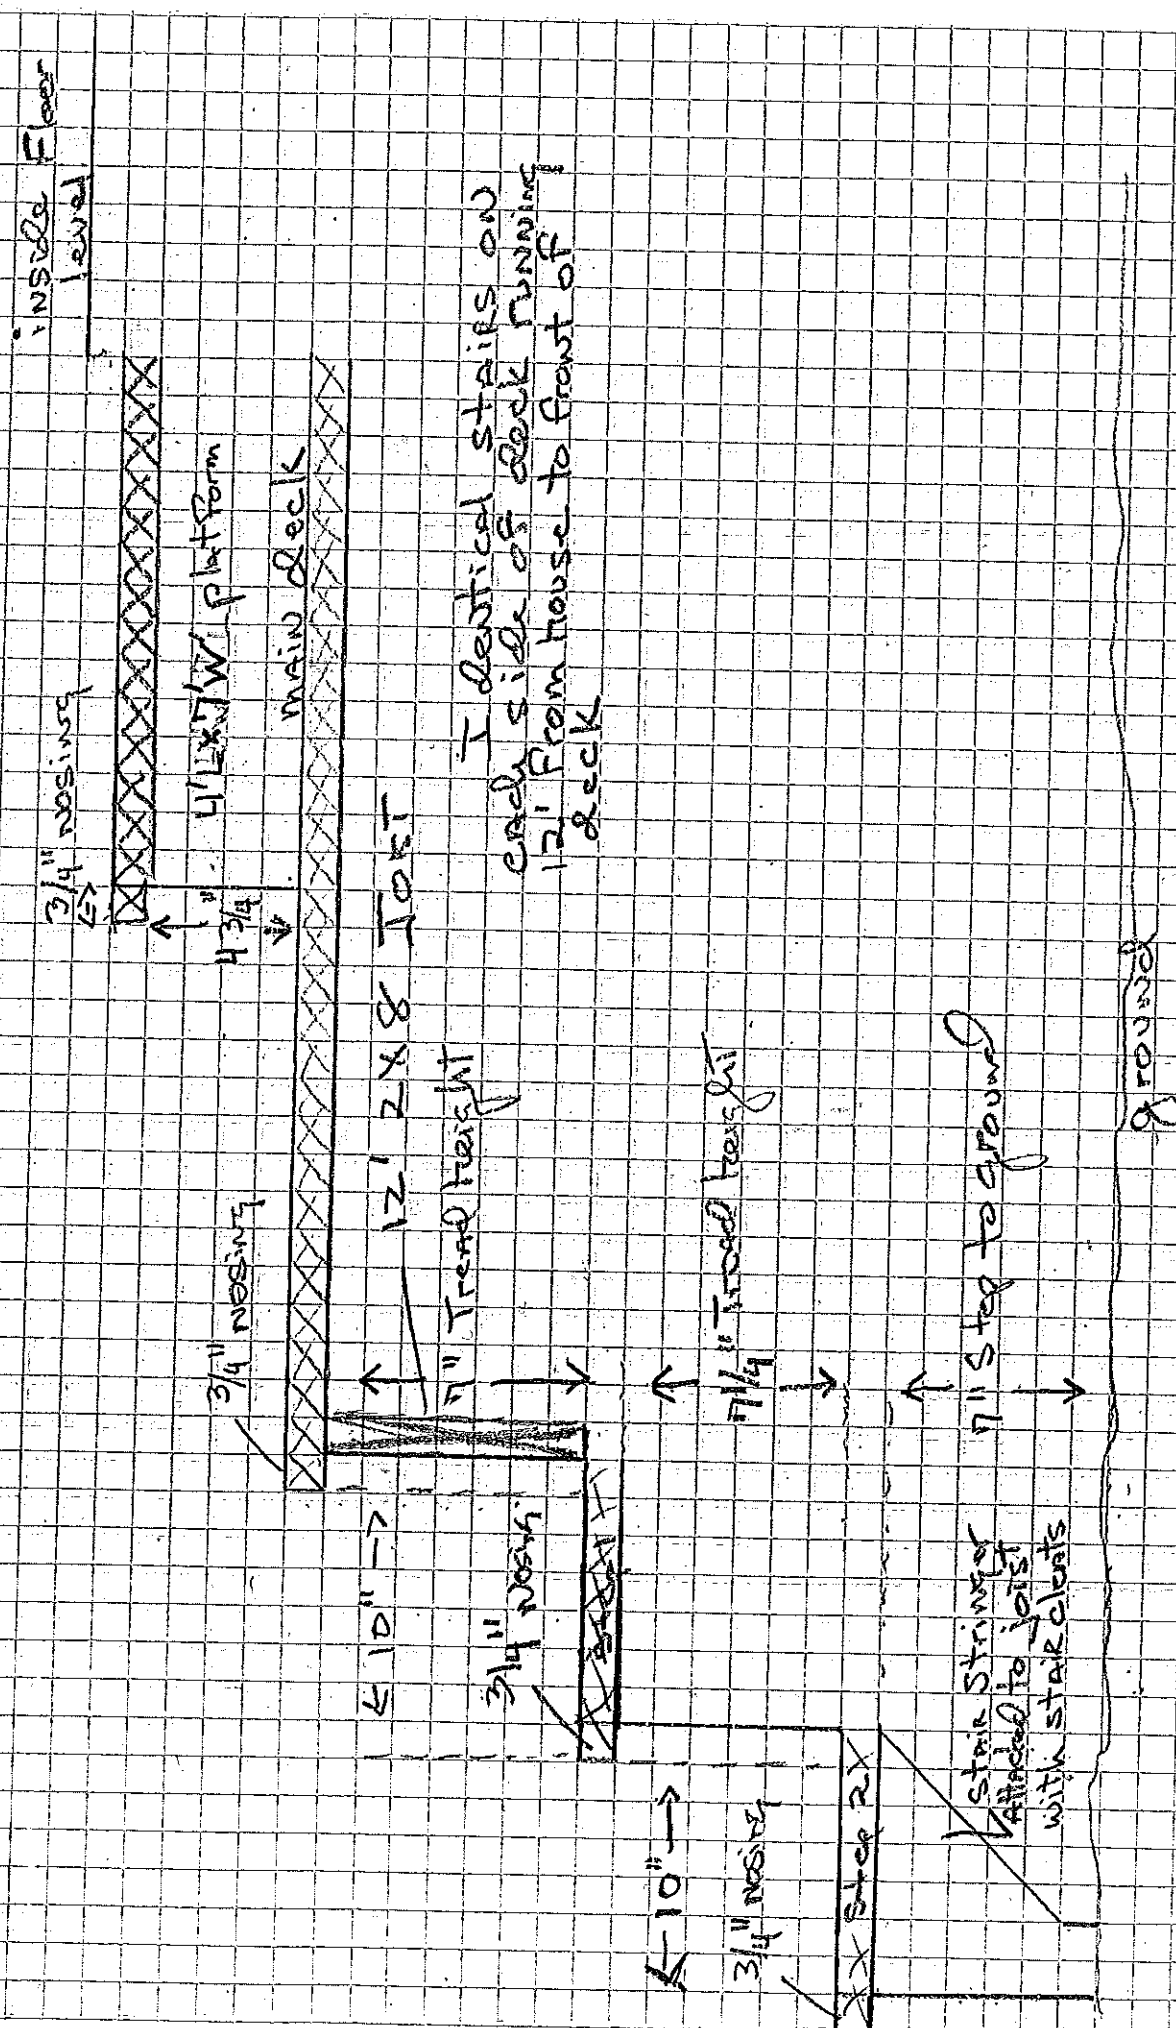 inside Floor
level
3/4" Nosing
4'L x 7'W platform
4 3/4"
main deck
3/4" Nosing
12' 2x8 Joist
7" Tread height
Identical stairs on
each side of deck running
12' from house to front of
deck
← 10" →
3/4" Nosing
7 1/4" Tread height
← 10" →
3/4" Nosing
Step 2
7" Step to ground
Stair Stringer
Attached to joist
with stair cleats
ground